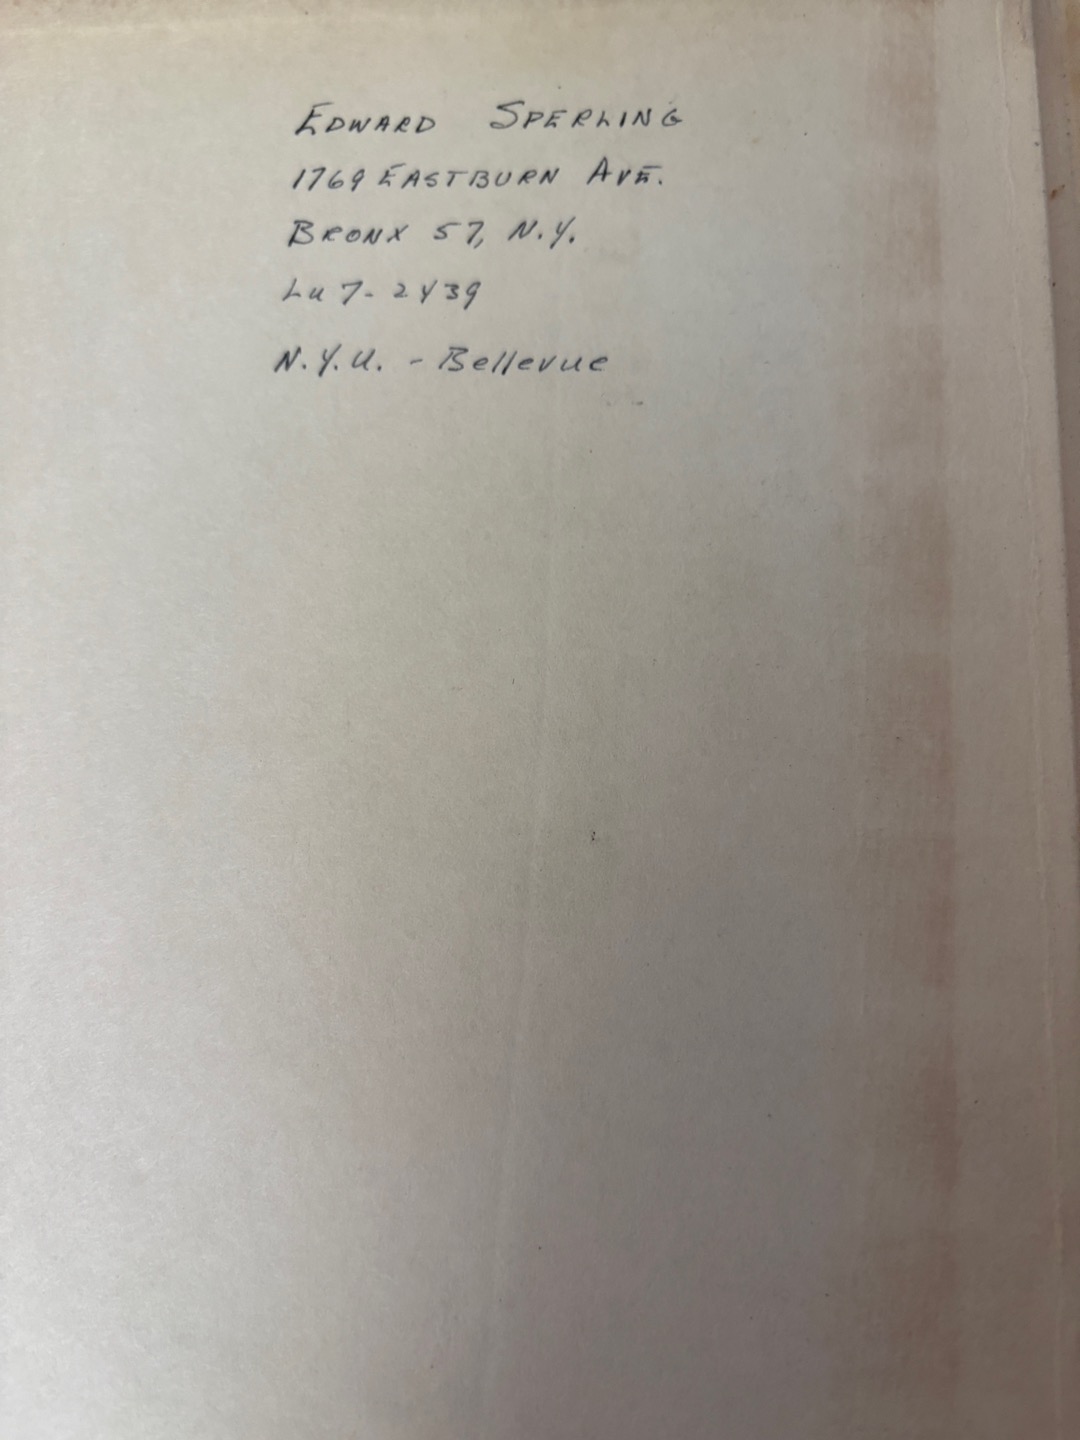 EDWARD SPERLING
1769 EASTBURN AVE.
BRONX 57, N.Y.
Lu 7-2439
N.Y.U. - Bellevue